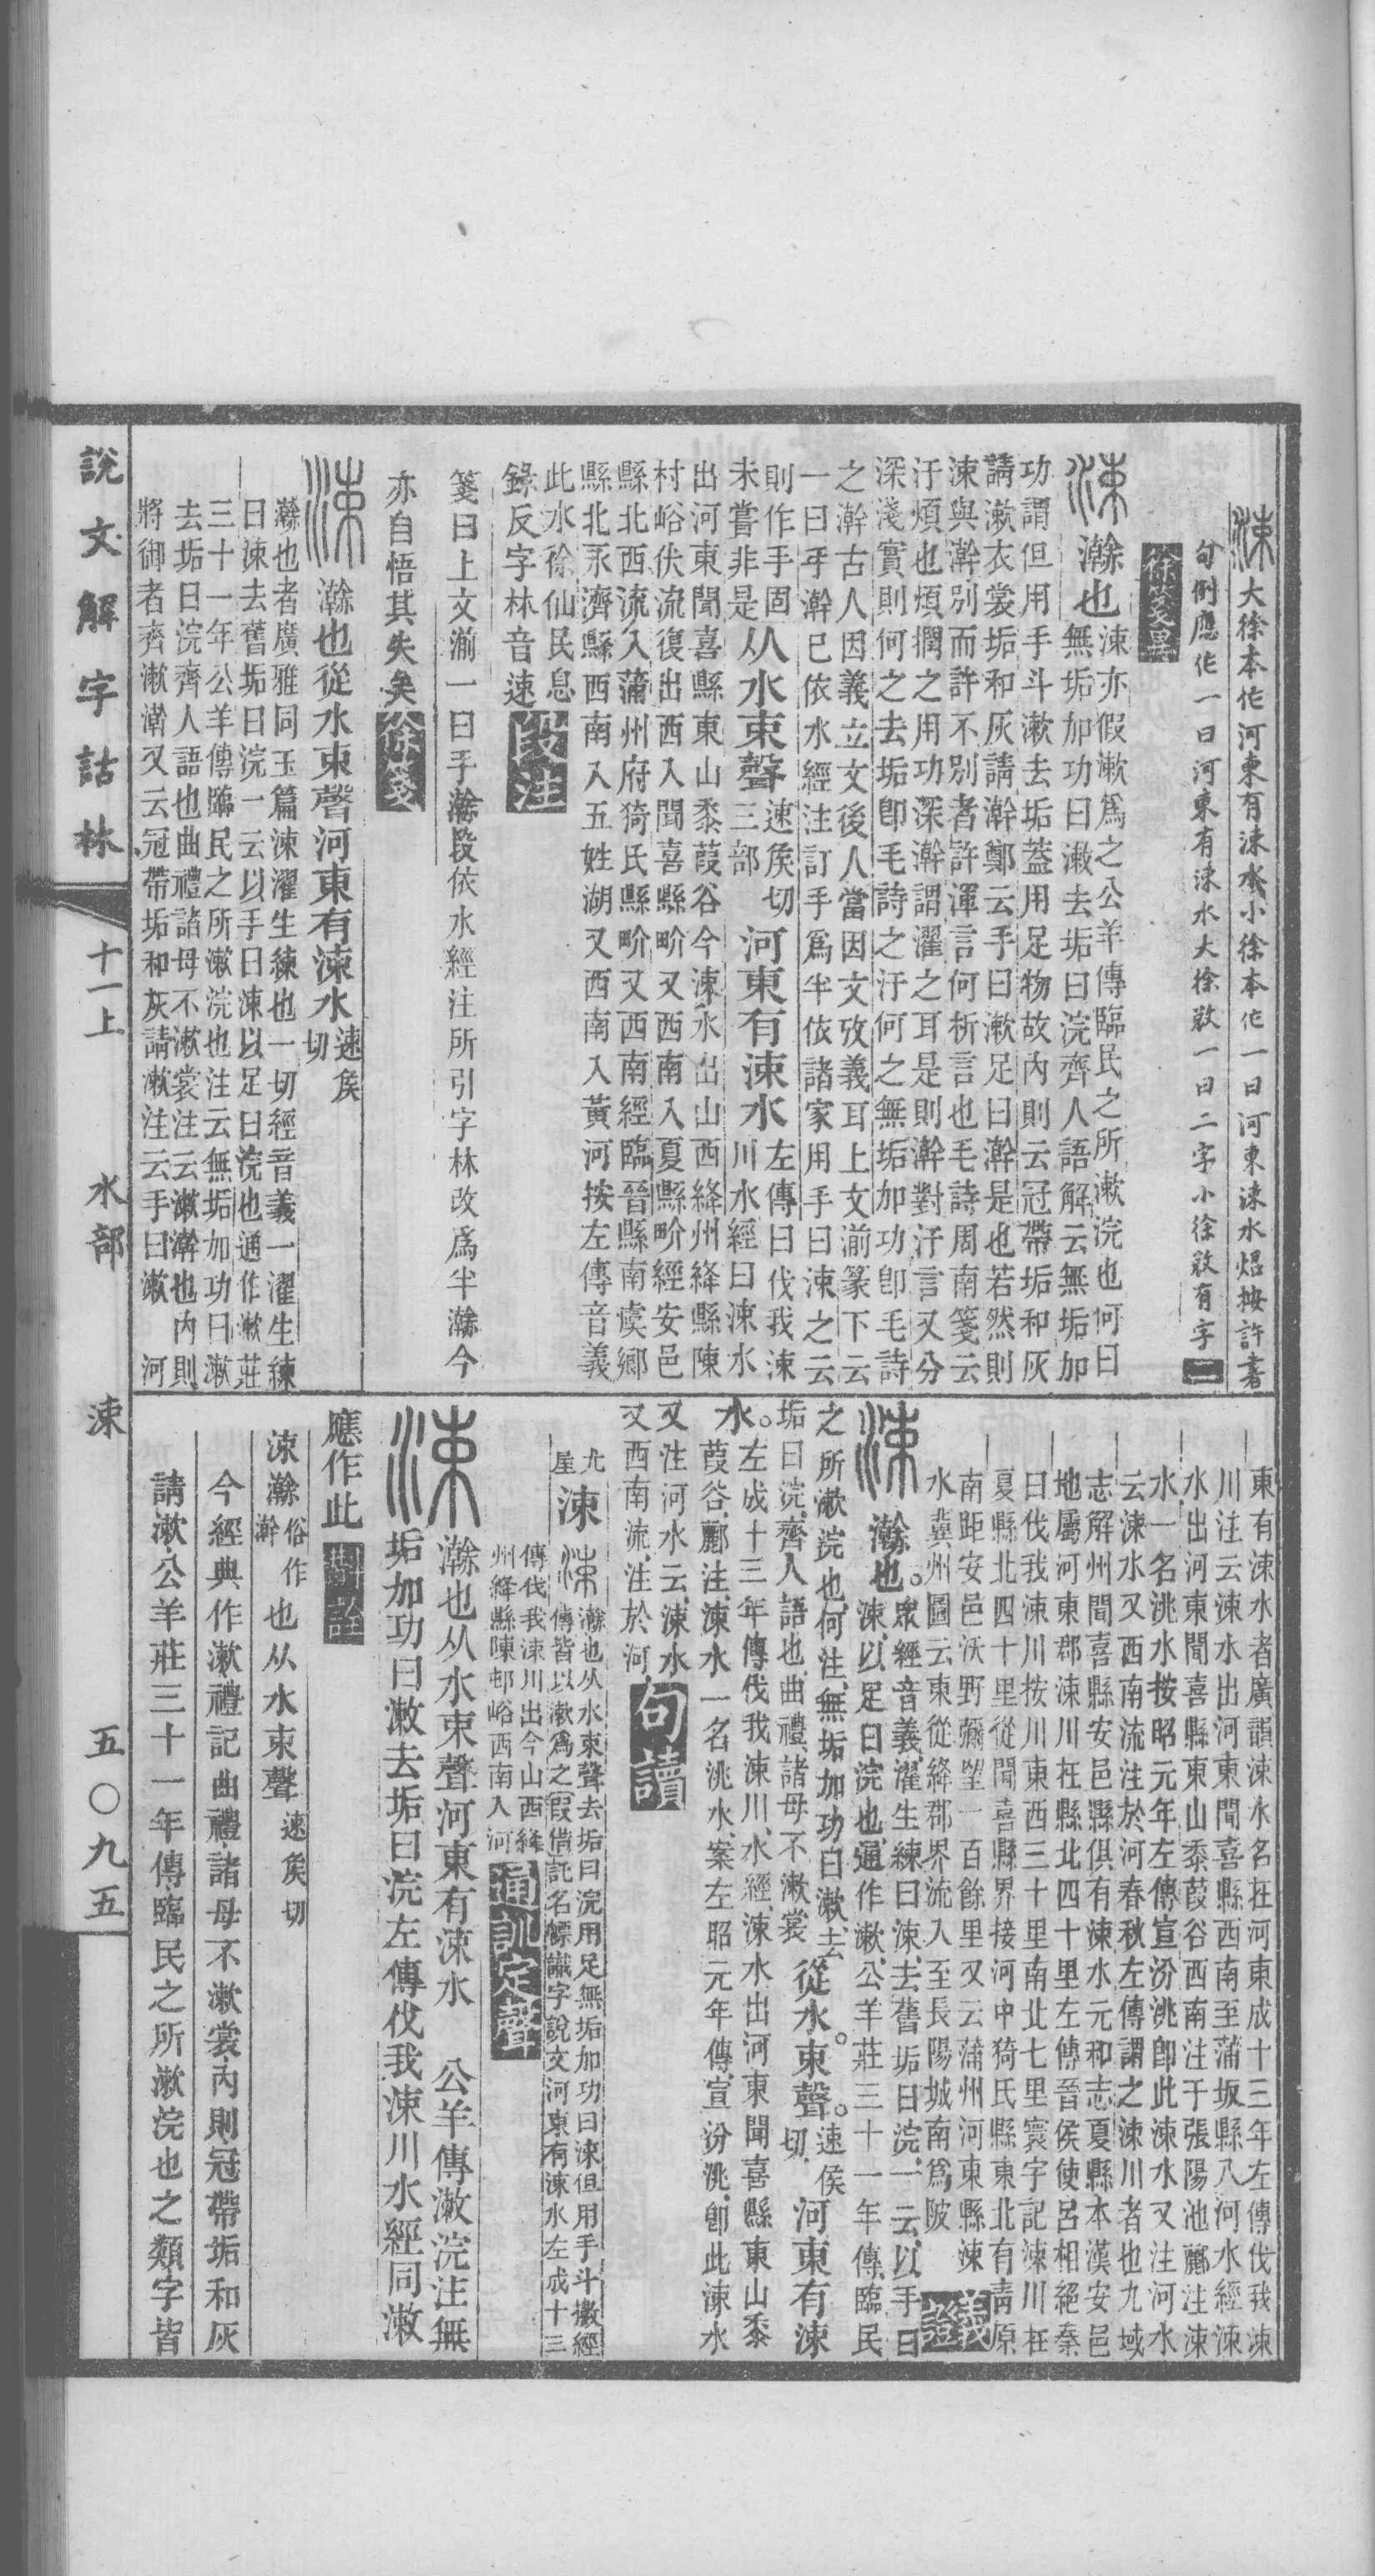 涑 大徐本作河東有涑水小徐本作一曰河東涑水焜按許書
句例應作一曰河東有涑水大徐敓一曰二字小徐敓有字 二
徐箋異
涑 瀚也 涑亦假漱爲之公羊傳臨民之所漱浣也何曰
無垢加功曰漱去垢曰浣齊人語解云無垢加
功謂但用手斗漱去垢蓋用足物故內則云冠帶垢和灰
請漱衣裳垢和灰請澣鄭云手曰漱足曰澣是也若然則
涑與澣別而許不別者許渾言何析言也毛詩周南箋云
汙煩也煩撋之用功深澣謂濯之耳是則澣對汙言又分
深淺實則何之去垢卽毛詩之汙何之無垢加功卽毛詩
之澣古人因義立文後人當因文攷義耳上文湔篆下云
一曰手澣已依水經注訂手爲半依諸家用手曰涑之云
則作手固
未嘗非是
从水束聲 速矦切
三部
河東有涑水 左傳曰伐我涑
川水經曰涑水
出河東聞喜縣東山黍葭谷今涑水出山西絳州絳縣陳
村峪伏流復出西入聞喜縣畍又西南入夏縣畍經安邑
縣北西流入蒲州府猗氏縣畍又西南經臨晉縣南虞鄉
縣北永濟縣西南入五姓湖又西南入黃河按左傳音義
此水徐仙民息
錄反字林音速
段注
箋曰上文湔一曰手瀚段依水經注所引字林改爲半瀚今
亦自悟其失矣 徐箋
涑 瀚也從水束聲河東有涑水 速矦
切
瀚也者廣雅同玉篇涑濯生練也一切經音義一濯生練
曰涑去舊垢曰浣一云以手曰涑以足曰浣也通作漱莊
三十一年公羊傳臨民之所漱浣也注云無垢加功曰漱
去垢曰浣齊人語也曲禮諸母不漱裳注云漱澣也內則
將御者齊漱澣又云冠帶垢和灰請漱注云手曰漱 河
東有涑水者廣韻涑水名在河東成十三年左傳伐我涑
川注云涑水出河東聞喜縣西南至蒲坂縣入河水經涑
水出河東聞喜縣東山黍葭谷西南注于張陽池酈注涑
水一名洮水按昭元年左傳宣汾洮卽此涑水又注河水
云涑水又西南流注於河春秋左傳謂之涑川者也九域
志解州聞喜縣安邑縣俱有涑水元和志夏縣本漢安邑
地屬河東郡涑川在縣北四十里左傳晉侯使呂相絕秦
曰伐我涑川按川東西三十里南北七里寰宇記涑川在
夏縣北四十里從聞喜縣界接河中猗氏縣東北有靑原
南距安邑沃野彌望一百餘里又云蒲州河東縣涑
水冀州圖云東從絳郡界流入至長陽城南爲陂
義證
涑 瀚也。衆經音義濯生練曰涑去舊垢曰浣一云以手曰
涑以足曰浣也通作漱公羊莊三十一年傳臨民
之所漱浣也何注無垢加功曰漱去
垢曰浣齊人語也曲禮諸母不漱裳
從水。束聲。 速侯
切
河東有涑
水。 左成十三年傳伐我涑川水經涑水出河東聞喜縣東山黍
葭谷酈注涑水一名洮水案左昭元年傳宣汾洮卽此涑水
又注河水云涑水
又西南流注於河
句讀
尤
屋
涑 涑 瀚也从水束聲去垢曰浣用足無垢加功曰涑但用手斗擻經
傳皆以漱爲之假借託名幖識字說文河東有涑水左成十三
傳伐我涑川出今山西絳
州絳縣陳邨峪西南入河
通訓定聲
涑 瀚也从水束聲河東有涑水 公羊傳漱浣注無
垢加功曰漱去垢曰浣左傳伐我涑川水經同漱
應作此 斠詮
涑瀚 俗作
澣
也从水束聲 速矦切
今經典作漱禮記曲禮諸母不漱裳內則冠帶垢和灰
請漱公羊莊三十一年傳臨民之所漱浣也之類字皆
說文解字詁林 十一上 水部 涑 五〇九五